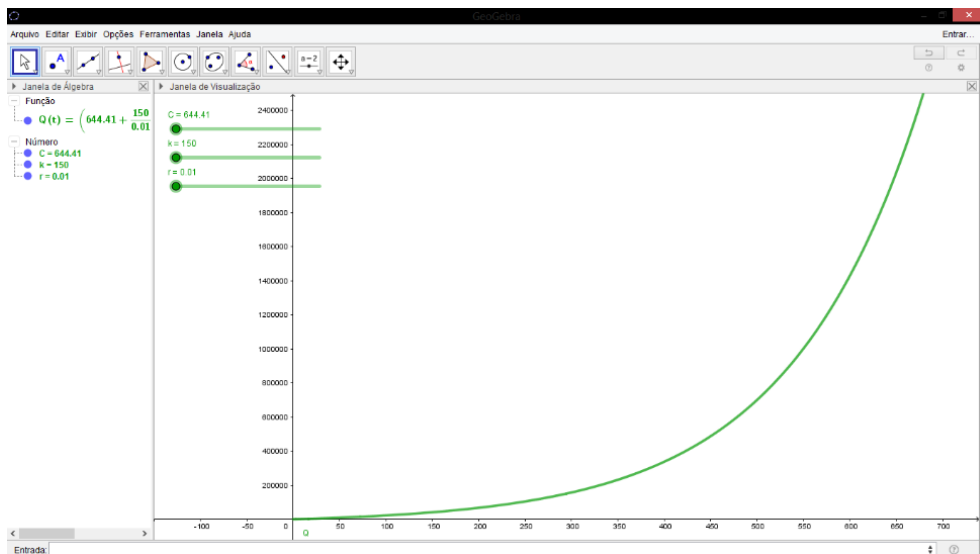 GeoGebra
Arquivo Editar Exibir Opções Ferramentas Janela Ajuda
Entrar...
A
a=2
Janela de Álgebra
Função
Q(t) = (644.41 + 150
0.01
Número
C = 644.41
k = 150
r = 0.01
Janela de Visualização
C = 644.41
k = 150
r = 0.01
2400000
2200000
2000000
1800000
1600000
1400000
1200000
1000000
800000
600000
400000
200000
-100 -50 0 50 100 150 200 250 300 350 400 450 500 550 600 650 700
Q
Entrada: